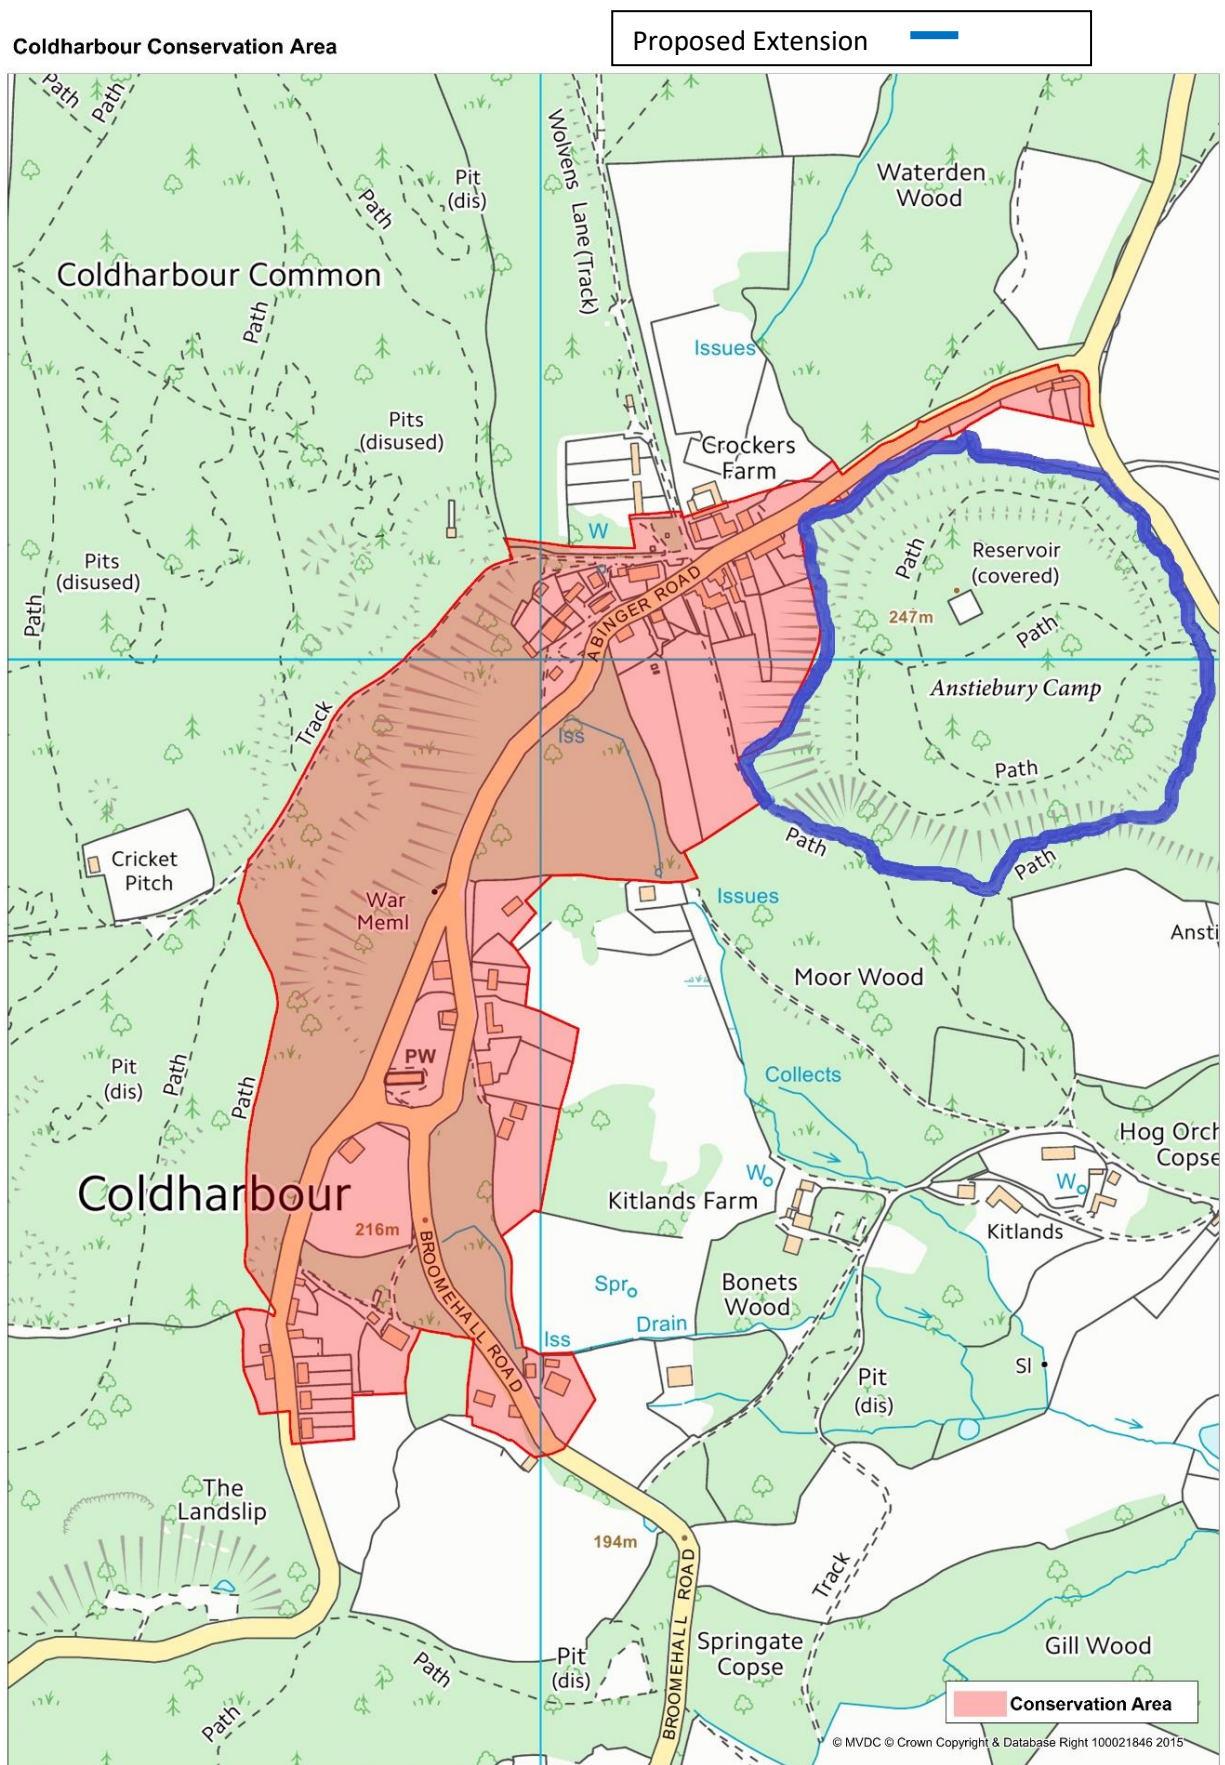 Coldharbour Conservation Area
Proposed Extension
Path
Path
Wolvens Lane (Track)
Pit
(dis)
Path
Waterden
Wood
Coldharbour Common
Path
Issues
Pits
(disused)
Crockers
Farm
W
Pits
(disused)
Path
Path
Reservoir
(covered)
247m
Path
ABINGER ROAD
Anstiebury Camp
Track
Iss
Path
Cricket
Pitch
Path
Path
War
Meml
Issues
Ansti
Moor Wood
PW
Pit
(dis)
Path
Path
Collects
Hog Orch
Copse
Coldharbour
W
W
Kitlands Farm
Kitlands
216m
BROOMEHALL ROAD
Spr
Bonets
Wood
Drain
Iss
Pit
(dis)
Sl
The
Landslip
194m
Track
BROOMEHALL ROAD
Springate
Copse
Gill Wood
Pit
(dis)
Path
Path
Conservation Area
© MVDC © Crown Copyright & Database Right 100021846 2015